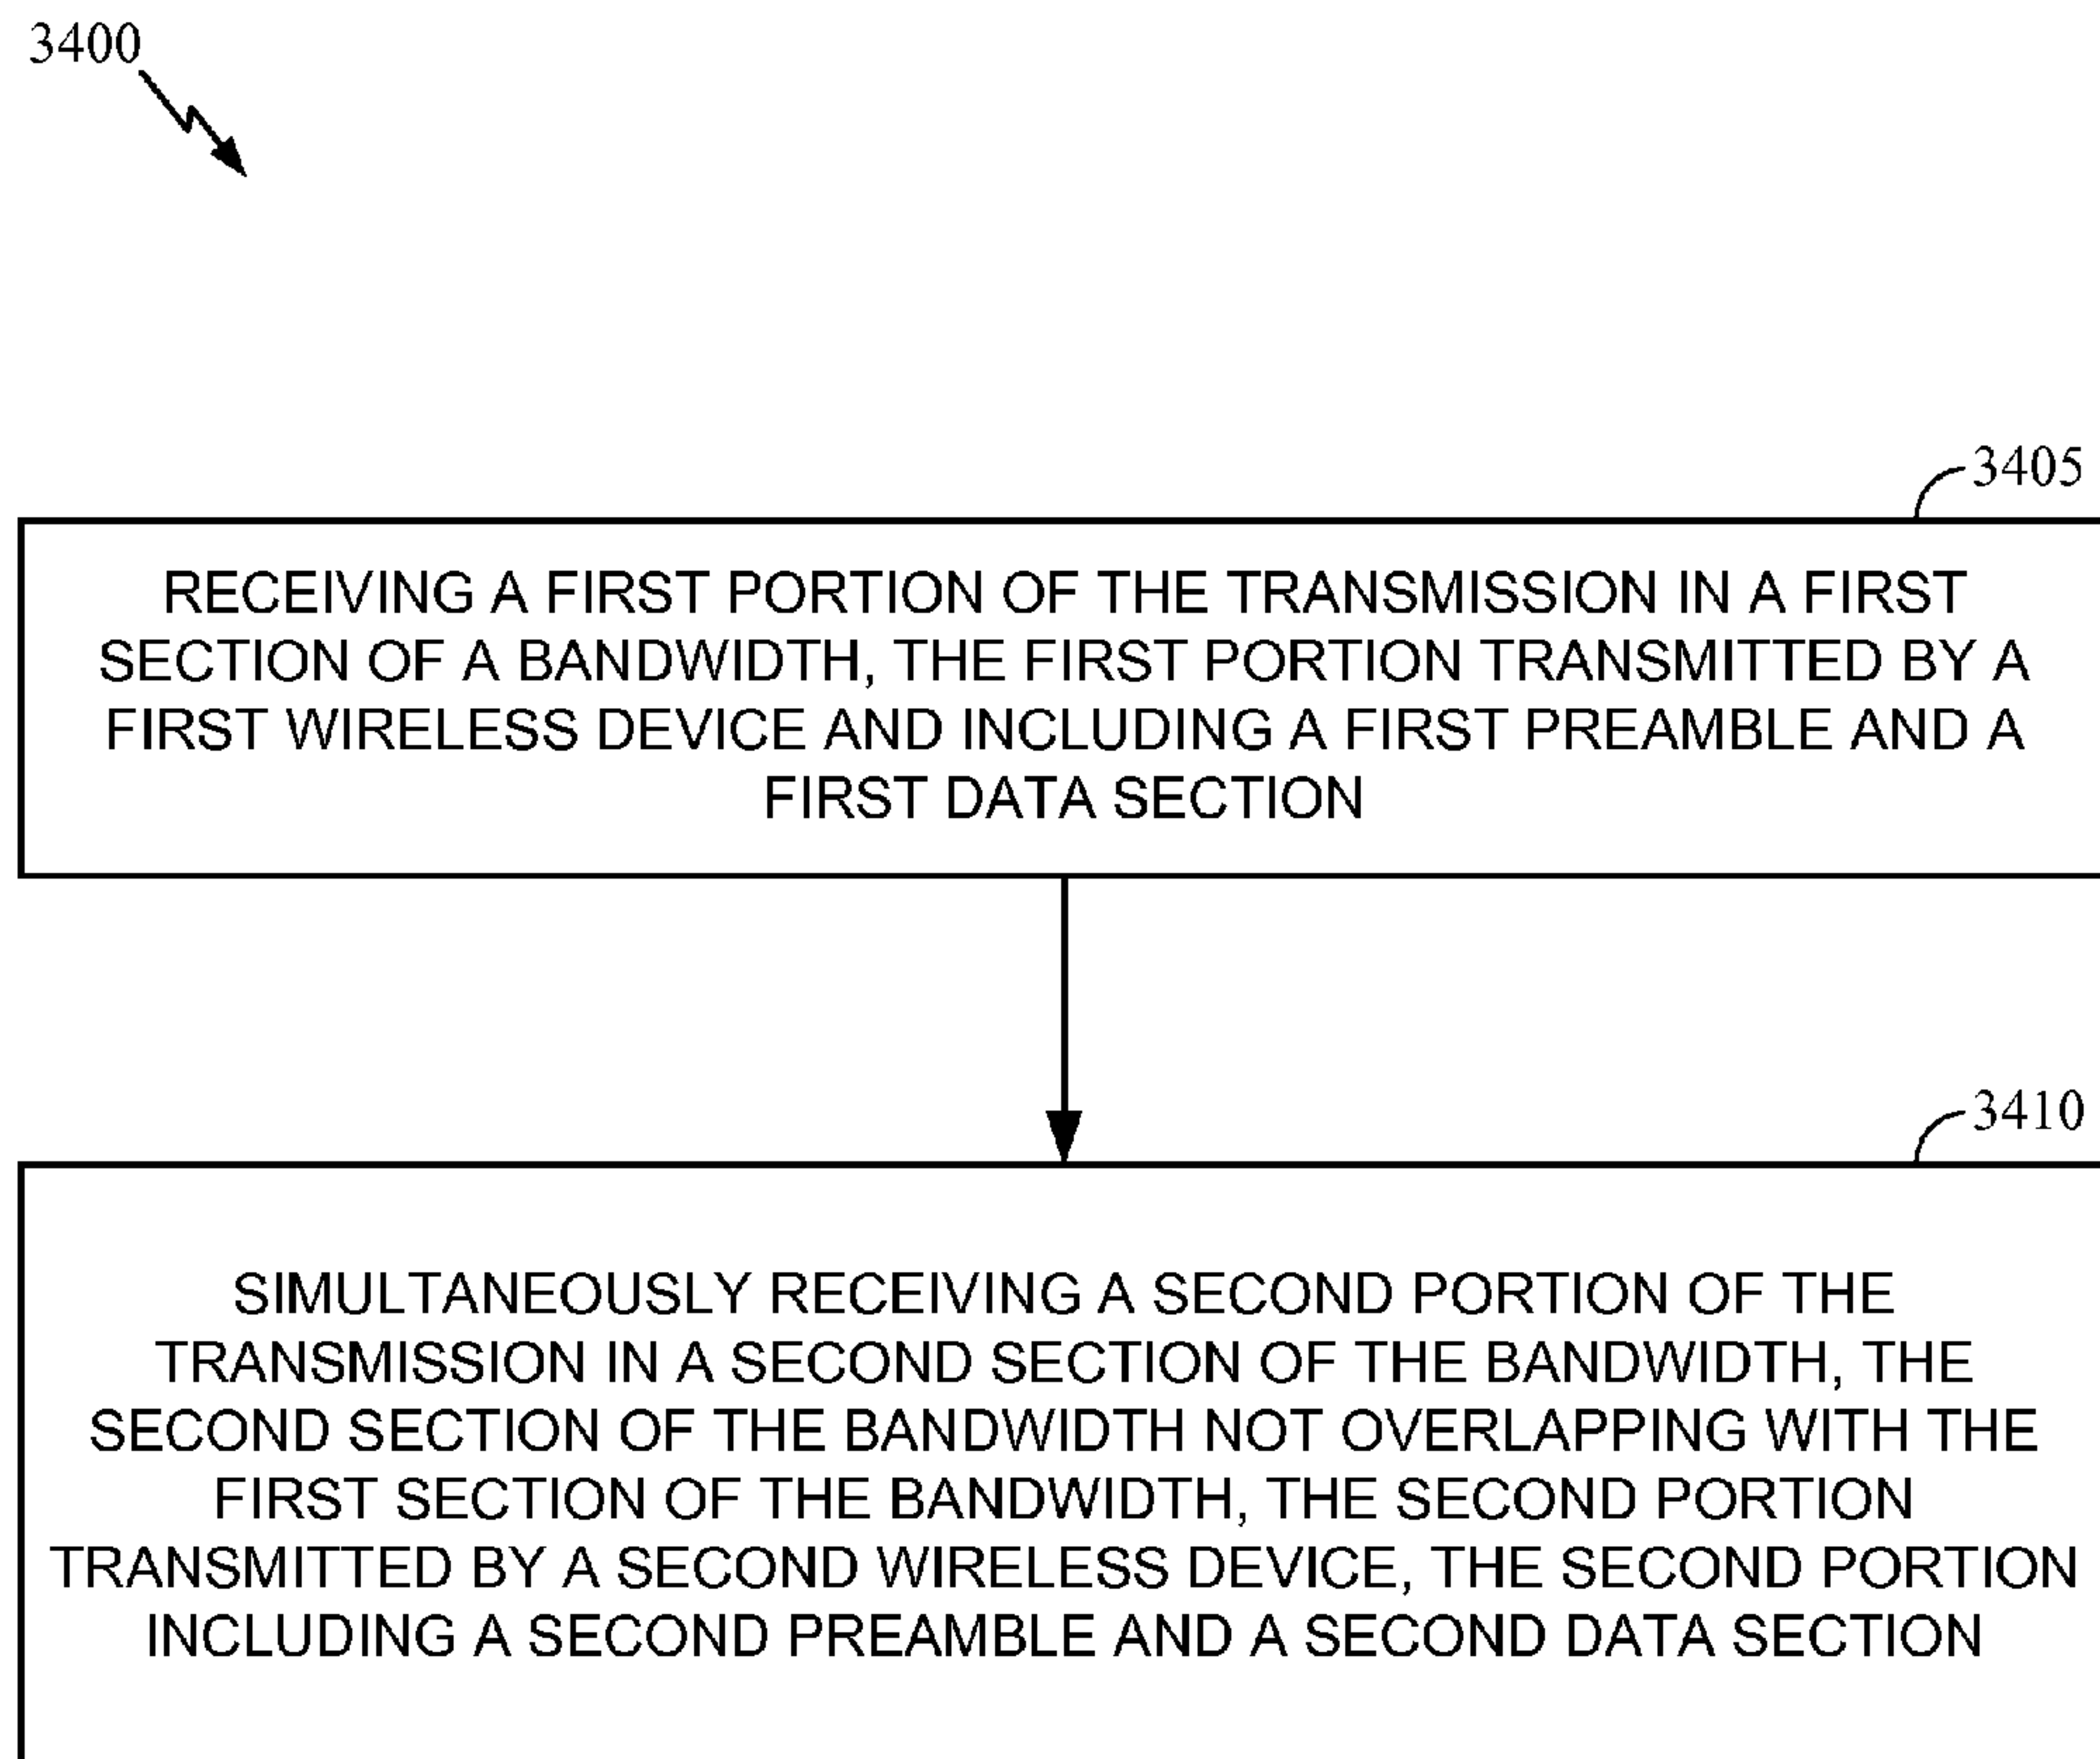 3400
3405
RECEIVING A FIRST PORTION OF THE TRANSMISSION IN A FIRST
SECTION OF A BANDWIDTH, THE FIRST PORTION TRANSMITTED BY A
FIRST WIRELESS DEVICE AND INCLUDING A FIRST PREAMBLE AND A
FIRST DATA SECTION
3410
SIMULTANEOUSLY RECEIVING A SECOND PORTION OF THE
TRANSMISSION IN A SECOND SECTION OF THE BANDWIDTH, THE
SECOND SECTION OF THE BANDWIDTH NOT OVERLAPPING WITH THE
FIRST SECTION OF THE BANDWIDTH, THE SECOND PORTION
TRANSMITTED BY A SECOND WIRELESS DEVICE, THE SECOND PORTION
INCLUDING A SECOND PREAMBLE AND A SECOND DATA SECTION